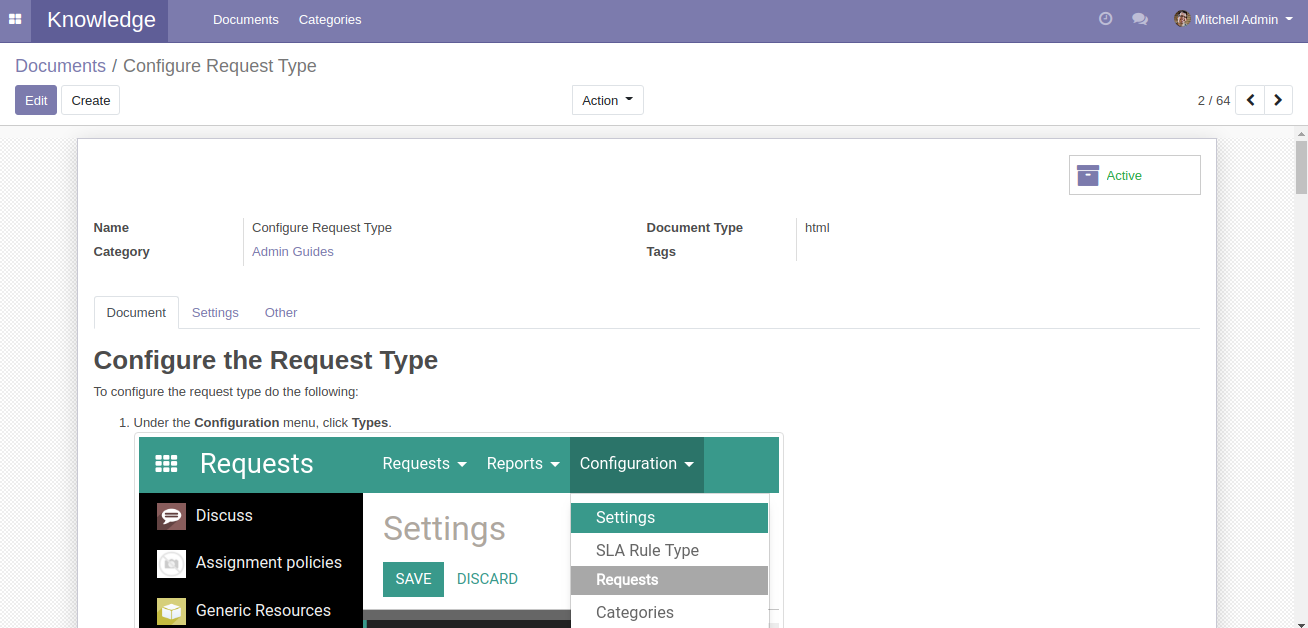 Knowledge Documents Categories Mitchell Admin
Documents / Configure Request Type
Edit Create Action 2 / 64
Active
Name Configure Request Type Document Type html
Category Admin Guides Tags
Document Settings Other
Configure the Request Type
To configure the request type do the following:
1. Under the Configuration menu, click Types.
Requests Requests Reports Configuration
Discuss Settings Settings
SLA Rule Type
Assignment policies SAVE DISCARD Requests
Generic Resources Categories